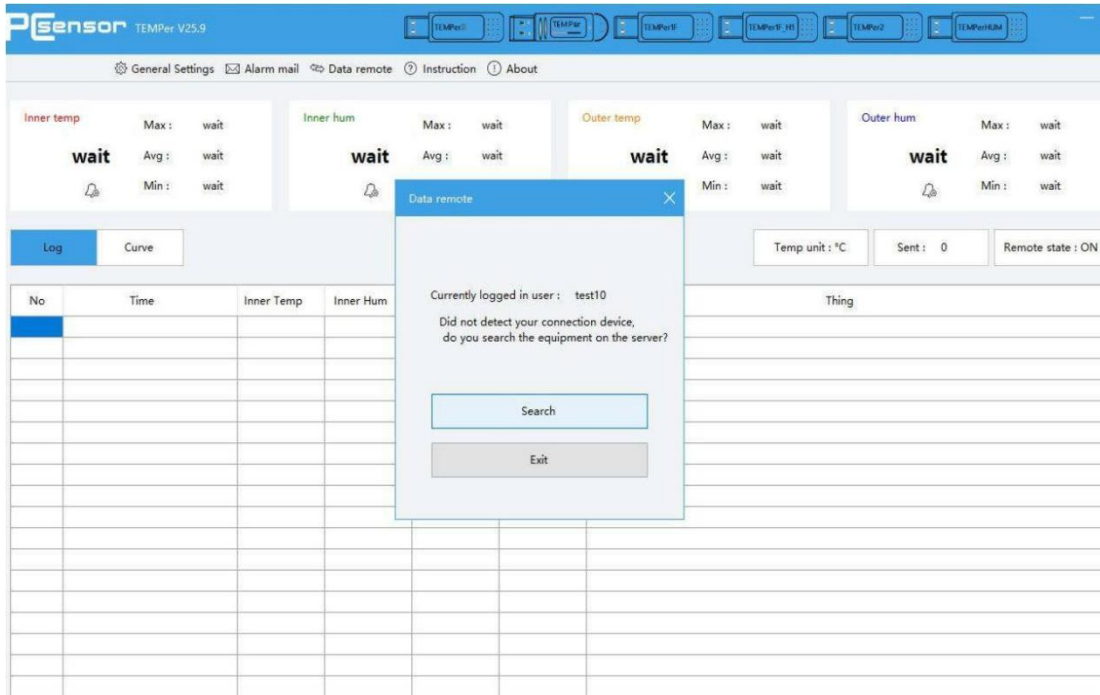 PCsensor TEMPer V25.9
TEMPer2 TEMPer TEMPer1F TEMPer1F_H1 TEMPer2 TEMPerHUM
General Settings Alarm mail Data remote Instruction About
Inner temp
wait
Max : wait
Avg : wait
Min : wait
Inner hum
wait
Max : wait
Avg : wait
Outer temp
wait
Max : wait
Avg : wait
Min : wait
Outer hum
wait
Max : wait
Avg : wait
Min : wait
Log Curve
Temp unit : °C Sent : 0 Remote state : ON
No Time Inner Temp Inner Hum Thing
Data remote
Currently logged in user : test10
Did not detect your connection device,
do you search the equipment on the server?
Search
Exit